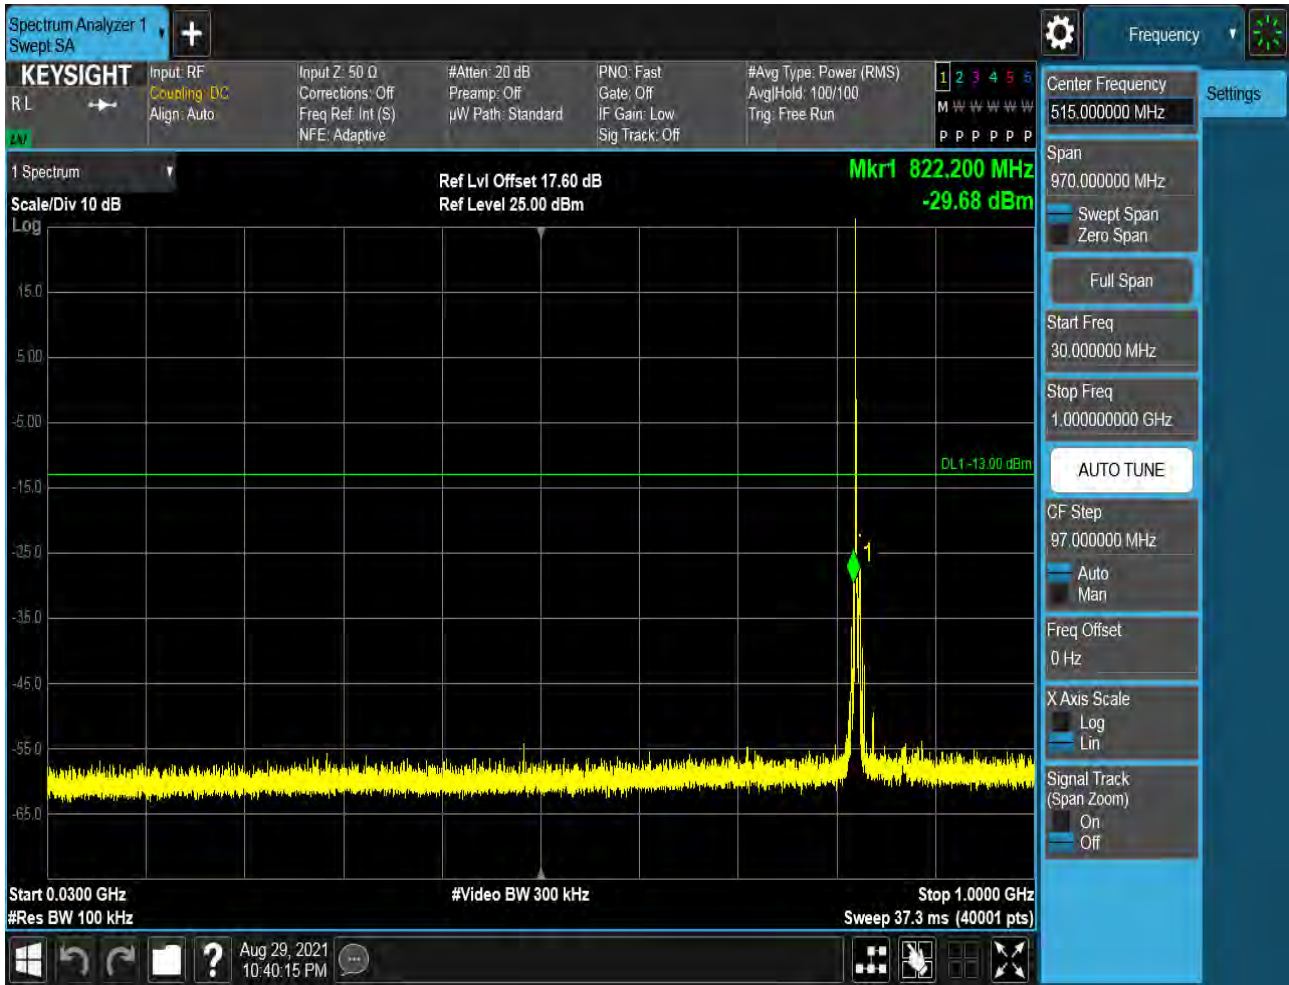 Spectrum Analyzer 1
Swept SA
Frequency
KEYSIGHT
R L
LNI
Input: RF
Coupling: DC
Align: Auto
Input Z: 50 Ω
Corrections: Off
Freq Ref: Int (S)
NFE: Adaptive
#Atten: 20 dB
Preamp: Off
µW Path: Standard
PNO: Fast
Gate: Off
IF Gain: Low
Sig Track: Off
#Avg Type: Power (RMS)
Avg|Hold: 100/100
Trig: Free Run
1 2 3 4 5 6
M W W W W W
P P P P P P
1 Spectrum
Scale/Div 10 dB
Log
Ref Lvl Offset 17.60 dB
Ref Level 25.00 dBm
Mkr1 822.200 MHz
-29.68 dBm
15.0
5.00
-5.00
DL1 -13.00 dBm
-15.0
-25.0
1
-35.0
-45.0
-55.0
-65.0
Start 0.0300 GHz
#Res BW 100 kHz
#Video BW 300 kHz
Stop 1.0000 GHz
Sweep 37.3 ms (40001 pts)
Center Frequency
515.000000 MHz
Settings
Span
970.000000 MHz
Swept Span
Zero Span
Full Span
Start Freq
30.000000 MHz
Stop Freq
1.000000000 GHz
AUTO TUNE
CF Step
97.000000 MHz
Auto
Man
Freq Offset
0 Hz
X Axis Scale
Log
Lin
Signal Track
(Span Zoom)
On
Off
?
Aug 29, 2021
10:40:15 PM